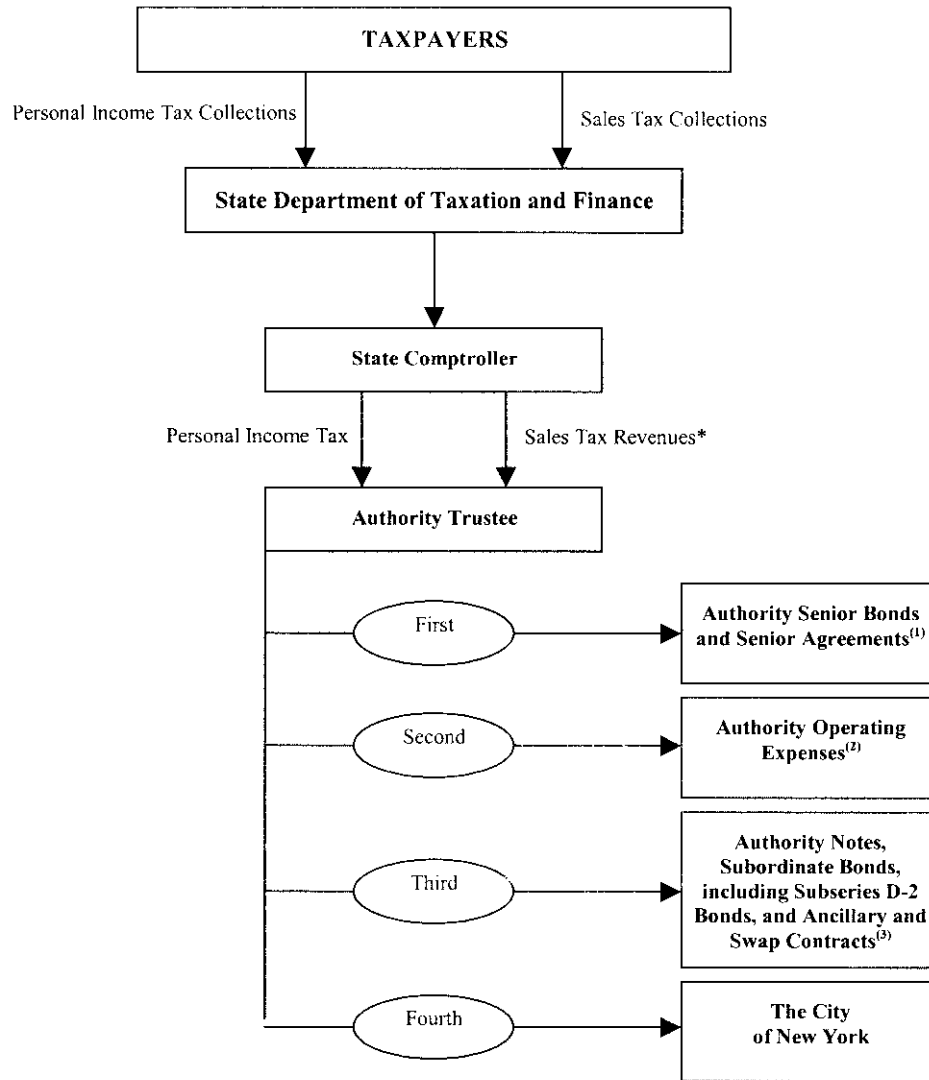 TAXPAYERS
Personal Income Tax Collections
Sales Tax Collections
State Department of Taxation and Finance
State Comptroller
Personal Income Tax
Sales Tax Revenues*
Authority Trustee
First
Authority Senior Bonds
and Senior Agreements(1)
Second
Authority Operating
Expenses(2)
Third
Authority Notes,
Subordinate Bonds,
including Subseries D-2
Bonds, and Ancillary and
Swap Contracts(3)
Fourth
The City
of New York